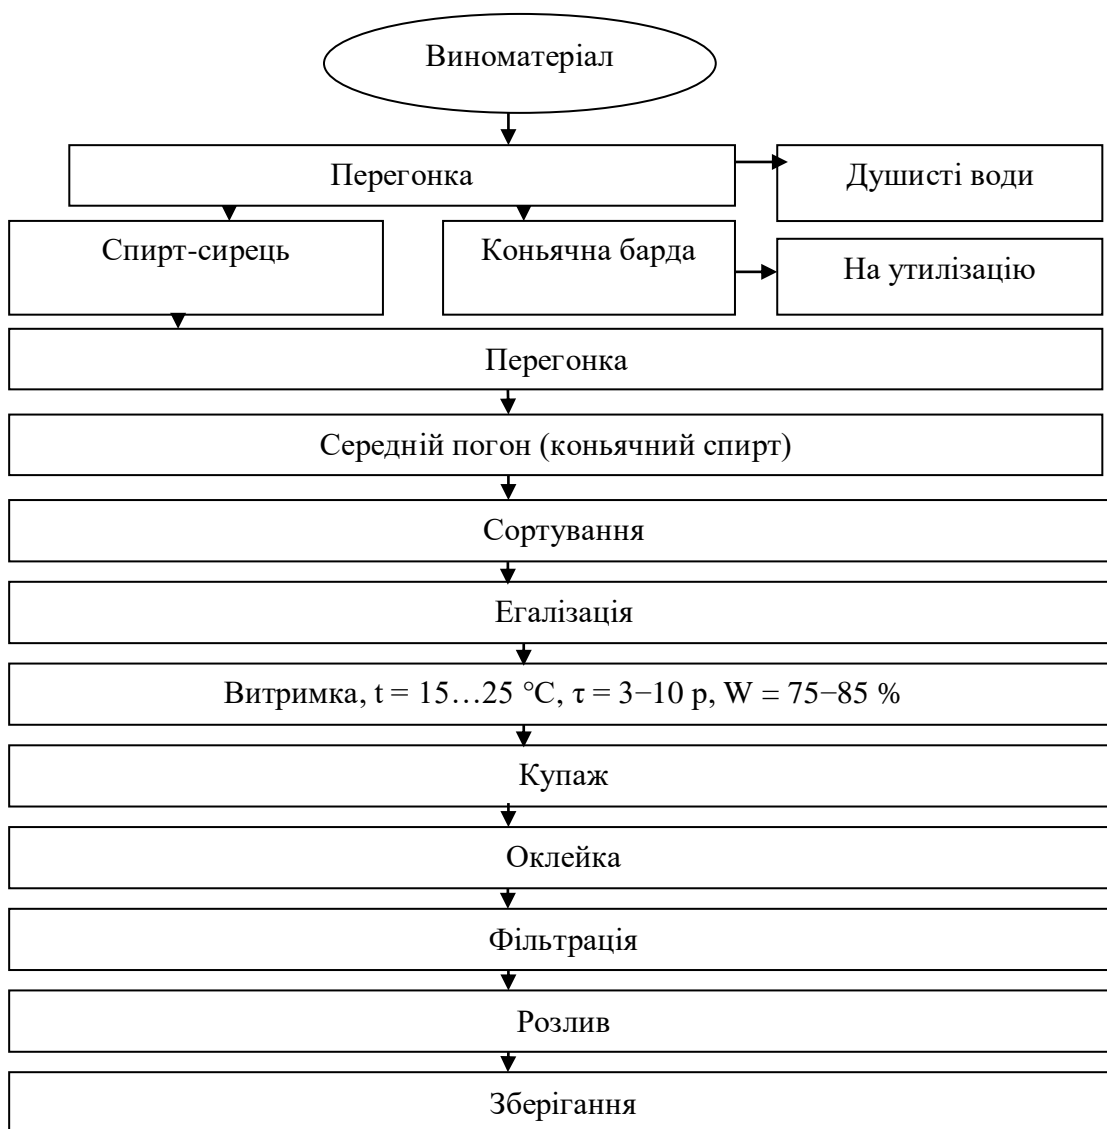 Виноматеріал
Перегонка
Душисті води
Спирт-сирець
Коньячна барда
На утилізацію
Перегонка
Середній погон (коньячний спирт)
Сортування
Егалізація
Витримка, t = 15…25 °С, τ = 3−10 р, W = 75−85 %
Купаж
Оклейка
Фільтрація
Розлив
Зберігання